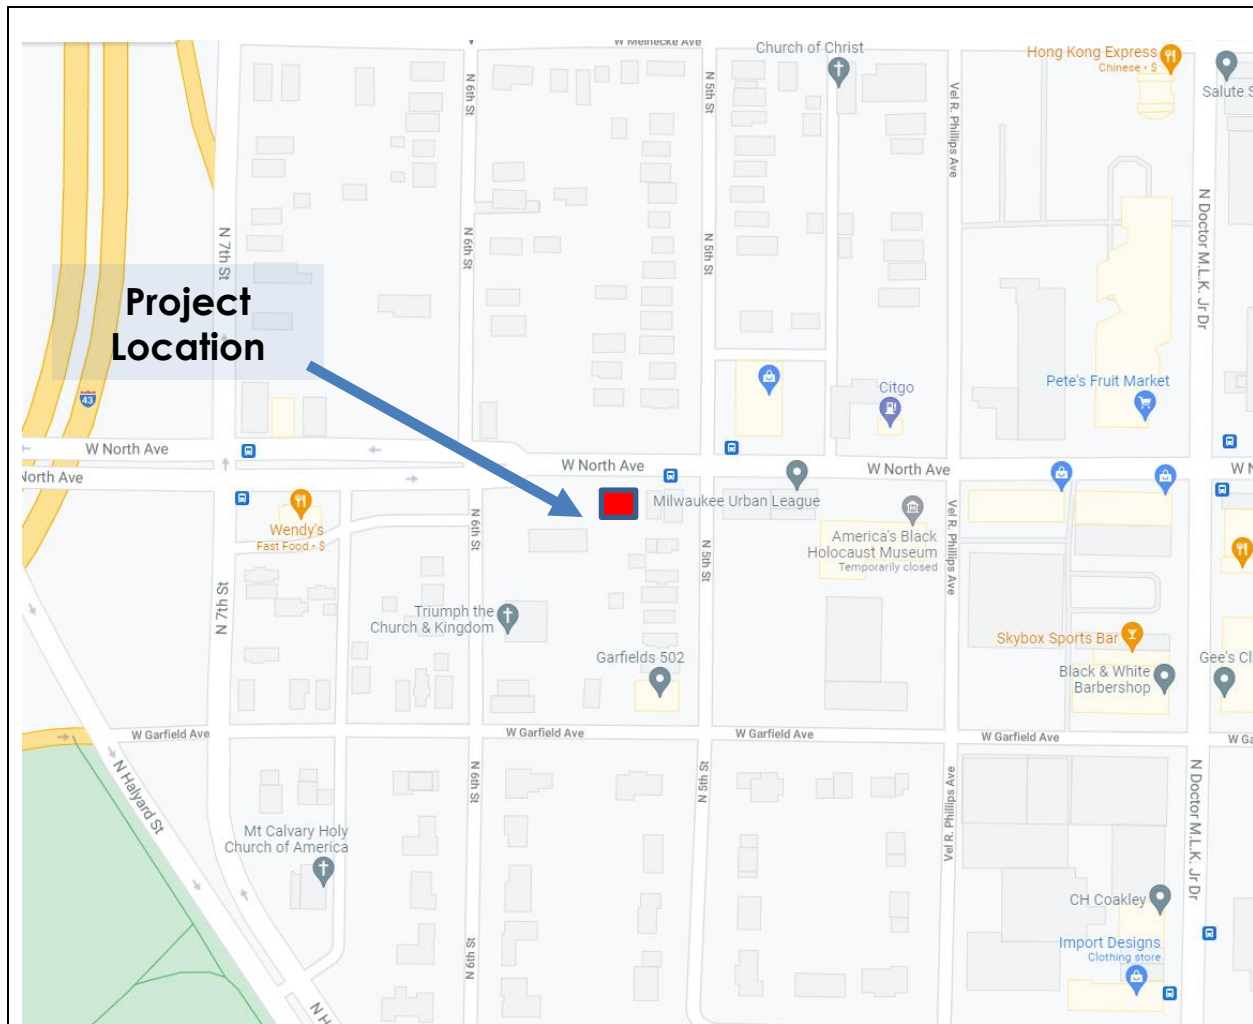 W Meinecke Ave
Church of Christ
Hong Kong Express
Chinese • $
Salute S
N 6th St
N 5th St
Vel R. Phillips Ave
N 7th St
N 6th St
N 5th St
N Doctor M.L.K. Jr Dr
Project
Location
43
Citgo
Pete's Fruit Market
W North Ave
North Ave
W North Ave
W North Ave
W N
Milwaukee Urban League
Wendy's
Fast Food • $
America's Black
Holocaust Museum
Temporarily closed
N 6th St
N 5th St
Vel R. Phillips Ave
N 7th St
Triumph the
Church & Kingdom
Garfields 502
Skybox Sports Bar
Black & White
Barbershop
Gee's Cl
W Garfield Ave
W Garfield Ave
W Garfield Ave
W Garfield Ave
W Ga
N Halyard St
N 6th St
N 5th St
Vel R. Phillips Ave
N Doctor M.L.K. Jr Dr
Mt Calvary Holy
Church of America
CH Coakley
Import Designs
Clothing store
N 6th St
N H